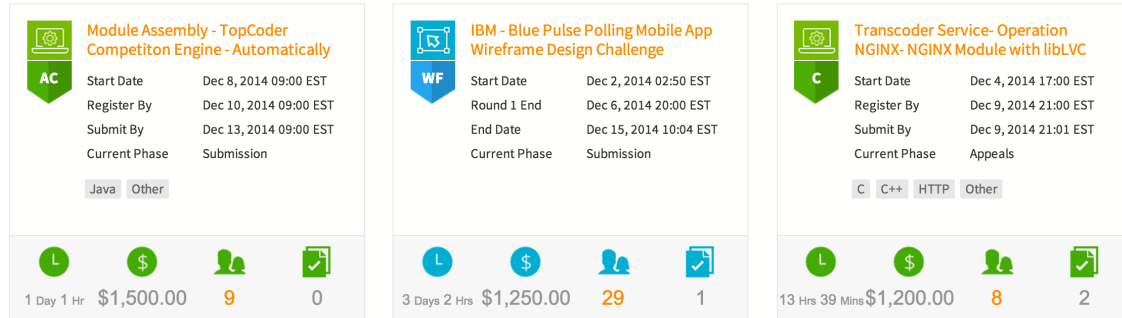 Module Assembly - TopCoder
Competiton Engine - Automatically
AC
Start Date Dec 8, 2014 09:00 EST
Register By Dec 10, 2014 09:00 EST
Submit By Dec 13, 2014 09:00 EST
Current Phase Submission
Java Other
$
1 Day 1 Hr $1,500.00 9 0
IBM - Blue Pulse Polling Mobile App
Wireframe Design Challenge
WF
Start Date Dec 2, 2014 02:50 EST
Round 1 End Dec 6, 2014 20:00 EST
End Date Dec 15, 2014 10:04 EST
Current Phase Submission
$
3 Days 2 Hrs $1,250.00 29 1
Transcoder Service- Operation
NGINX- NGINX Module with libLVC
C
Start Date Dec 4, 2014 17:00 EST
Register By Dec 9, 2014 21:00 EST
Submit By Dec 9, 2014 21:01 EST
Current Phase Appeals
C C++ HTTP Other
$
13 Hrs 39 Mins $1,200.00 8 2